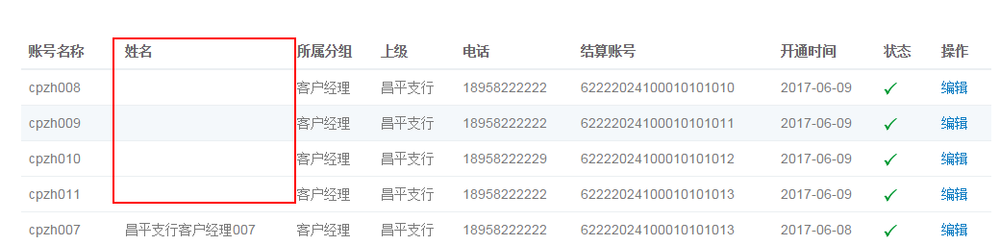 账号名称 姓名 所属分组 上级 电话 结算账号 开通时间 状态 操作
cpzh008 客户经理 昌平支行 18958222222 62222024100010101010 2017-06-09 编辑
cpzh009 客户经理 昌平支行 18958222222 62222024100010101011 2017-06-09 编辑
cpzh010 客户经理 昌平支行 18958222229 62222024100010101012 2017-06-09 编辑
cpzh011 客户经理 昌平支行 18958222222 62222024100010101013 2017-06-09 编辑
cpzh007 昌平支行客户经理007 客户经理 昌平支行 18958222222 62222024100010101013 2017-06-08 编辑